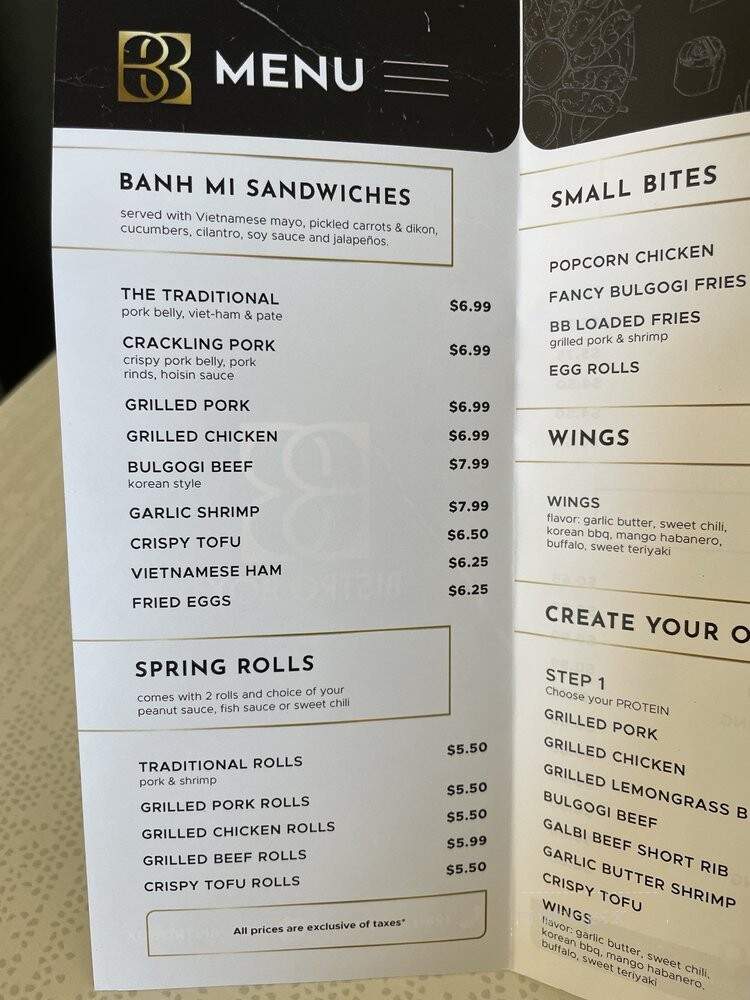 BB MENU
BANH MI SANDWICHES
served with Vietnamese mayo, pickled carrots & dikon,
cucumbers, cilantro, soy sauce and jalapeños.
THE TRADITIONAL $6.99
pork belly, viet-ham & pate
CRACKLING PORK $6.99
crispy pork belly, pork
rinds, hoisin sauce
GRILLED PORK $6.99
GRILLED CHICKEN $6.99
BULGOGI BEEF $7.99
korean style
GARLIC SHRIMP $7.99
CRISPY TOFU $6.50
VIETNAMESE HAM $6.25
FRIED EGGS $6.25
SPRING ROLLS
comes with 2 rolls and choice of your
peanut sauce, fish sauce or sweet chili
TRADITIONAL ROLLS $5.50
pork & shrimp
GRILLED PORK ROLLS $5.50
GRILLED CHICKEN ROLLS $5.50
GRILLED BEEF ROLLS $5.99
CRISPY TOFU ROLLS $5.50
All prices are exclusive of taxes*
SMALL BITES
POPCORN CHICKEN
FANCY BULGOGI FRIES
BB LOADED FRIES
grilled pork & shrimp
EGG ROLLS
WINGS
WINGS
flavor: garlic butter, sweet chili,
korean bbq, mango habanero,
buffalo, sweet teriyaki
CREATE YOUR O
STEP 1
Choose your PROTEIN
GRILLED PORK
GRILLED CHICKEN
GRILLED LEMONGRASS B
BULGOGI BEEF
GALBI BEEF SHORT RIB
GARLIC BUTTER SHRIMP
CRISPY TOFU
WINGS
flavor: garlic butter, sweet chili,
korean bbq, mango habanero,
buffalo, sweet teriyaki